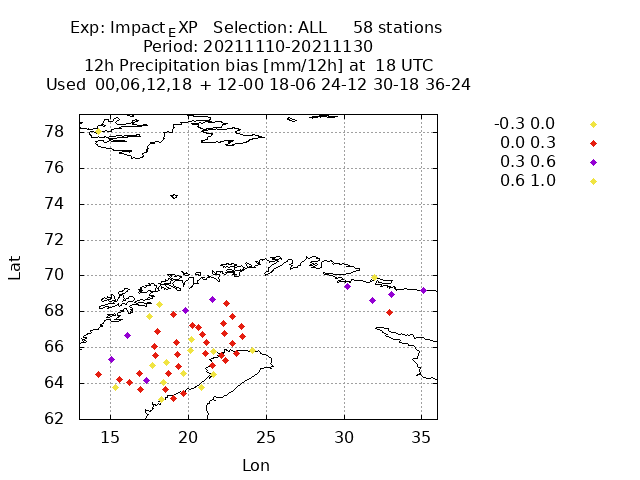 Exp: Impact_EXP   Selection: ALL     58 stations
Period: 20211110-20211130
12h Precipitation bias [mm/12h] at  18 UTC
Used  00,06,12,18  + 12-00 18-06 24-12 30-18 36-24
-0.3 0.0
0.0 0.3
0.3 0.6
0.6 1.0
78
76
74
72
70
68
66
64
62
Lat
15 20 25 30 35
Lon